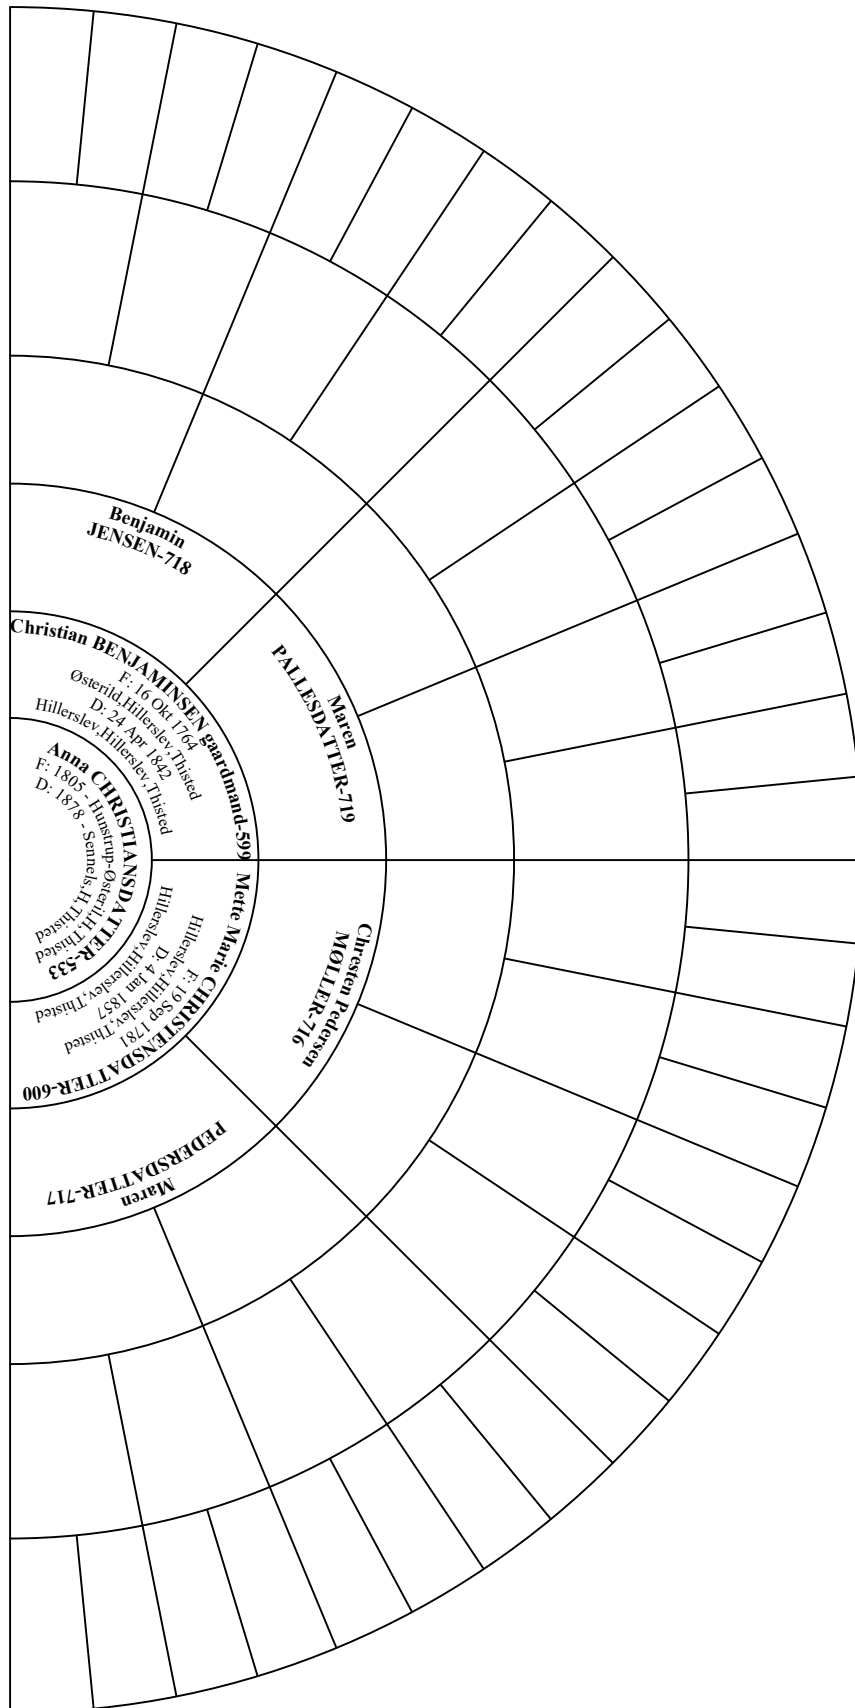 Benjamin
JENSEN-718
Maren
PALLESDATTER-719
Christian BENJAMINSEN gaardmand-599
F: 16 Okt 1764
Østerild,Hillerslev,Thisted
D: 24 Apr 1842
Hillerslev,Hillerslev,Thisted
Anna CHRISTIANSDATTER-533
F: 1805 - Hunstrup-Østeril,H,Thisted
D: 1878 - Sennels,H,Thisted
Mette Marie CHRISTENSDATTER-600
F: 19 Sep 1781
Hillerslev,Hillerslev,Thisted
D: 4 Jan 1857
Hillerslev,Hillerslev,Thisted
Chresten Pedersen
MØLLER-716
Maren
PEDERSDATTER-717